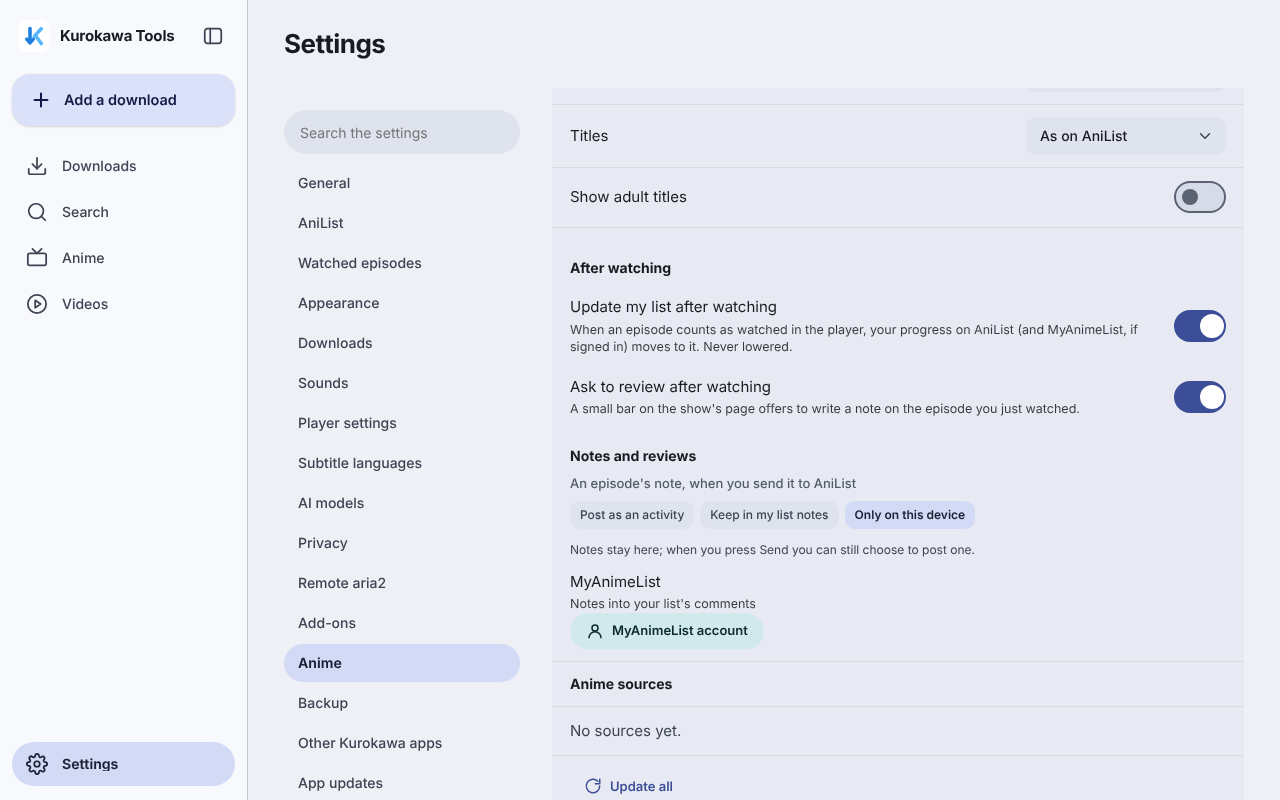 Kurokawa Tools
Add a download
Downloads
Search
Anime
Videos
Settings
Settings
Search the settings
General
AniList
Watched episodes
Appearance
Downloads
Sounds
Player settings
Subtitle languages
AI models
Privacy
Remote aria2
Add-ons
Anime
Backup
Other Kurokawa apps
App updates
Titles
As on AniList
Show adult titles
After watching
Update my list after watching
When an episode counts as watched in the player, your progress on AniList (and MyAnimeList, if
signed in) moves to it. Never lowered.
Ask to review after watching
A small bar on the show's page offers to write a note on the episode you just watched.
Notes and reviews
An episode's note, when you send it to AniList
Post as an activity
Keep in my list notes
Only on this device
Notes stay here; when you press Send you can still choose to post one.
MyAnimeList
Notes into your list's comments
MyAnimeList account
Anime sources
No sources yet.
Update all